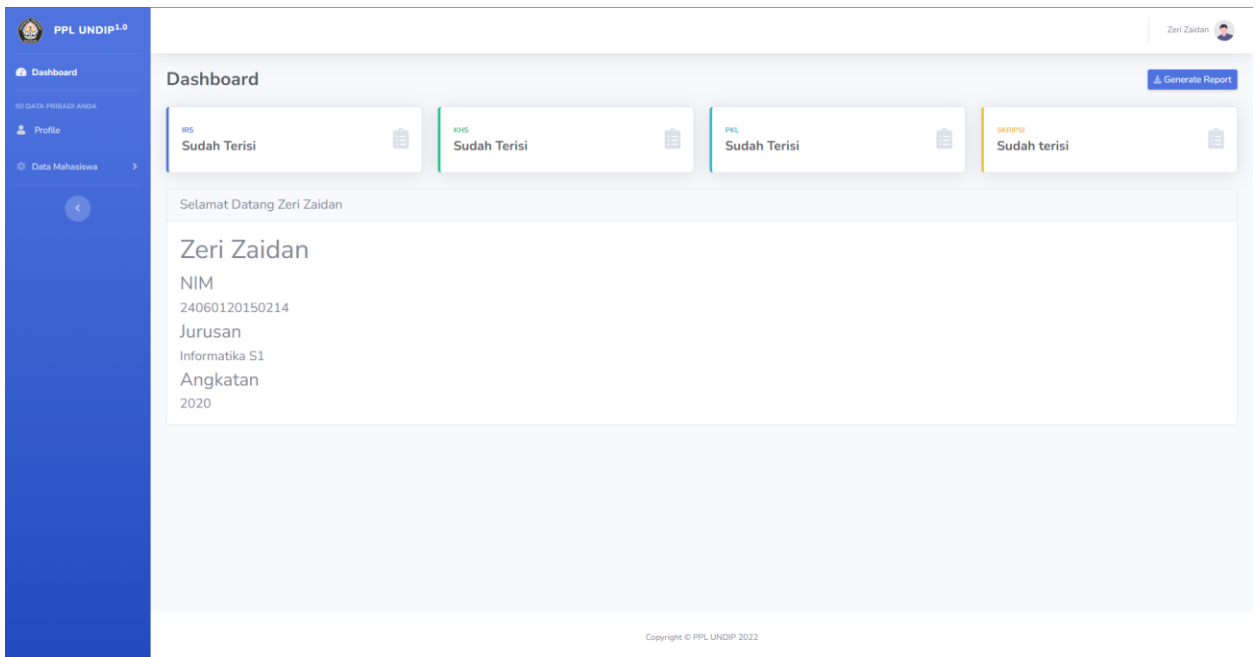 PPL UNDIP1.0
Zeri Zaidan
Dashboard
ISI DATA PRIBADI ANDA
Profile
Data Mahasiswa
Dashboard
Generate Report
IRS
Sudah Terisi
KHS
Sudah Terisi
PKL
Sudah Terisi
SKRIPSI
Sudah terisi
Selamat Datang Zeri Zaidan
Zeri Zaidan
NIM
24060120150214
Jurusan
Informatika S1
Angkatan
2020
Copyright © PPL UNDIP 2022